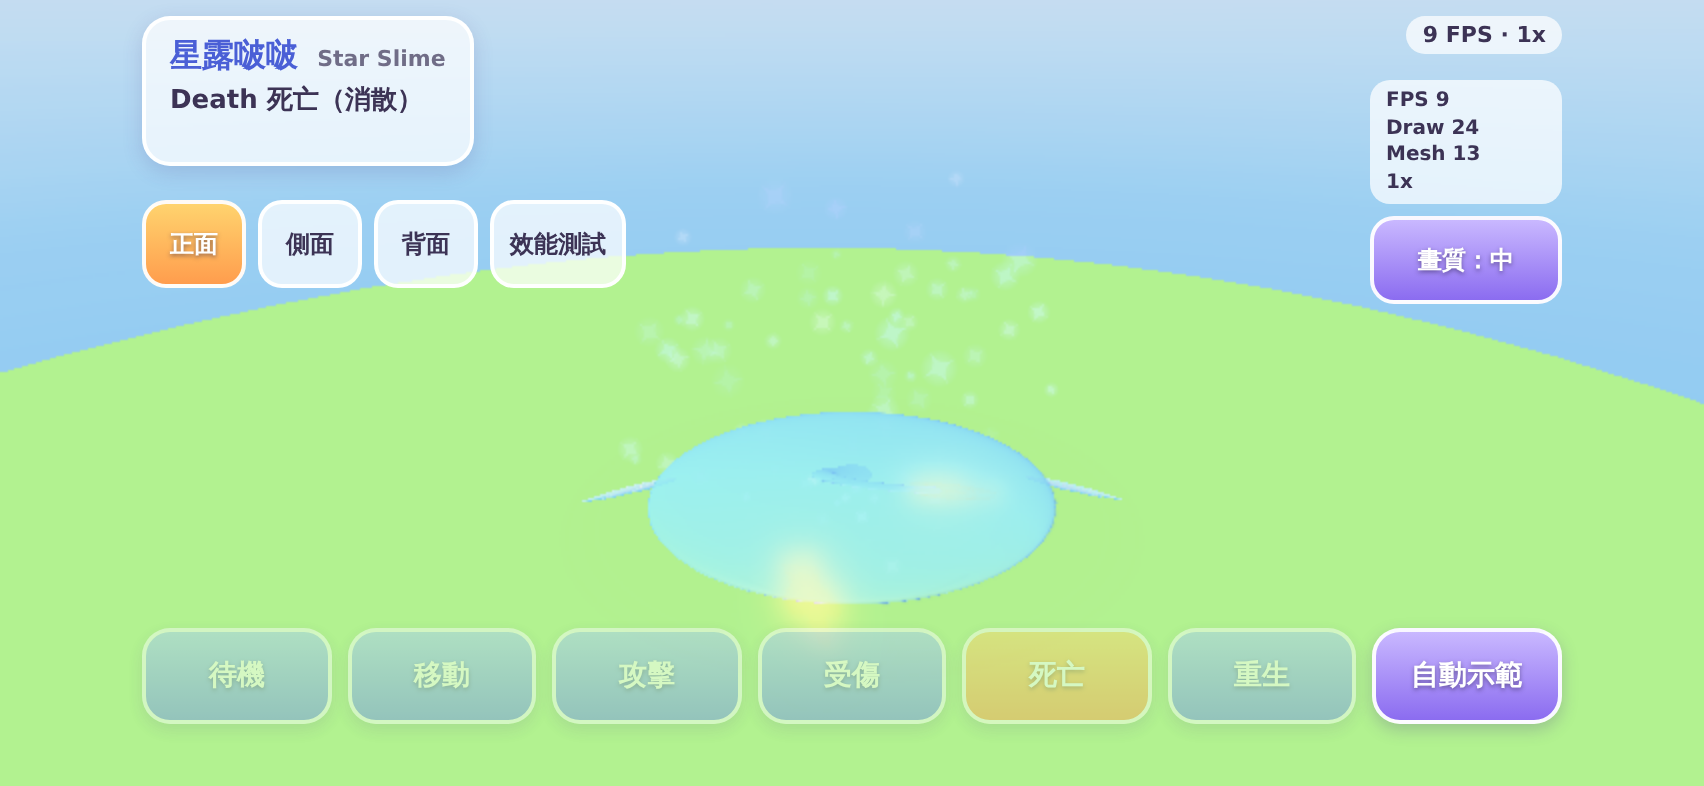 星露啵啵 Star Slime
Death 死亡（消散）
9 FPS · 1x
FPS 9
Draw 24
Mesh 13
1x
正面
側面
背面
效能測試
畫質：中
待機
移動
攻擊
受傷
死亡
重生
自動示範